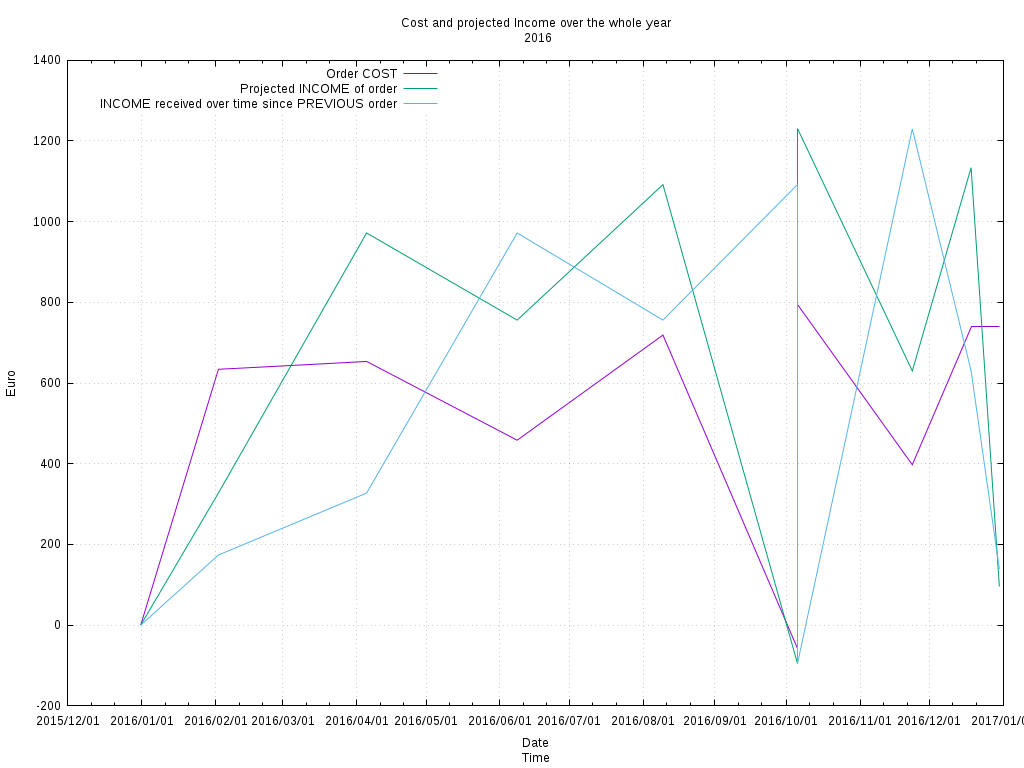 Cost and projected Income over the whole year
2016
1400
1200
1000
800
600
400
200
0
-200
Order COST
Projected INCOME of order
INCOME received over time since PREVIOUS order
Euro
2015/12/01 2016/01/01 2016/02/01 2016/03/01 2016/04/01 2016/05/01 2016/06/01 2016/07/01 2016/08/01 2016/09/01 2016/10/01 2016/11/01 2016/12/01 2017/01/0
Date
Time